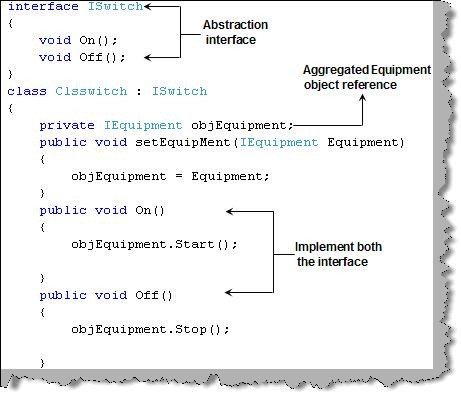 interface ISwitch
{
void On();
void Off();
}
Abstraction
interface
class Clsswitch : ISwitch
{
Aggregated Equipment
object reference
private IEquipment objEquipment;
public void setEquipMent(IEquipment Equipment)
{
objEquipment = Equipment;
}
public void On()
{
objEquipment.Start();
}
Implement both
the interface
public void Off()
{
objEquipment.Stop();
}